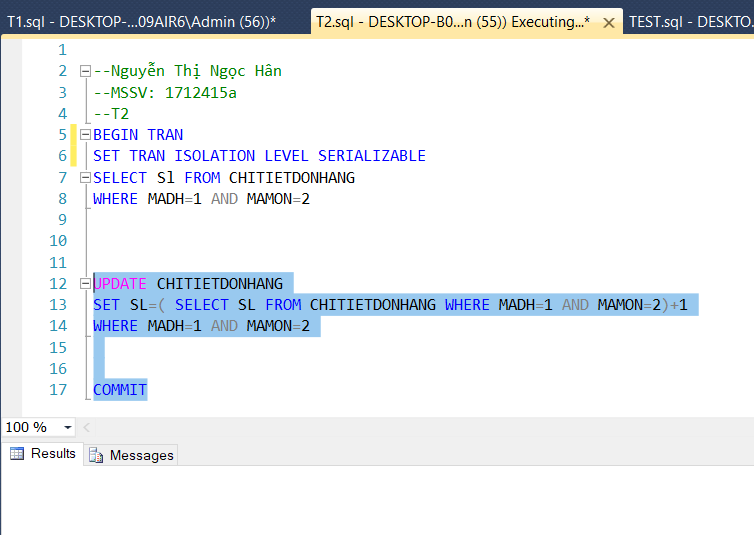 T1.sql - DESKTOP-...09AIR6\Admin (56))*
T2.sql - DESKTOP-B0...n (55)) Executing...*
TEST.sql - DESKTO
1
2 --Nguyễn Thị Ngọc Hân
3 --MSSV: 1712415a
4 --T2
5 BEGIN TRAN
6 SET TRAN ISOLATION LEVEL SERIALIZABLE
7 SELECT Sl FROM CHITIETDONHANG
8 WHERE MADH=1 AND MAMON=2
9
10
11
12 UPDATE CHITIETDONHANG
13 SET SL=( SELECT SL FROM CHITIETDONHANG WHERE MADH=1 AND MAMON=2)+1
14 WHERE MADH=1 AND MAMON=2
15
16
17 COMMIT
100 %
Results
Messages